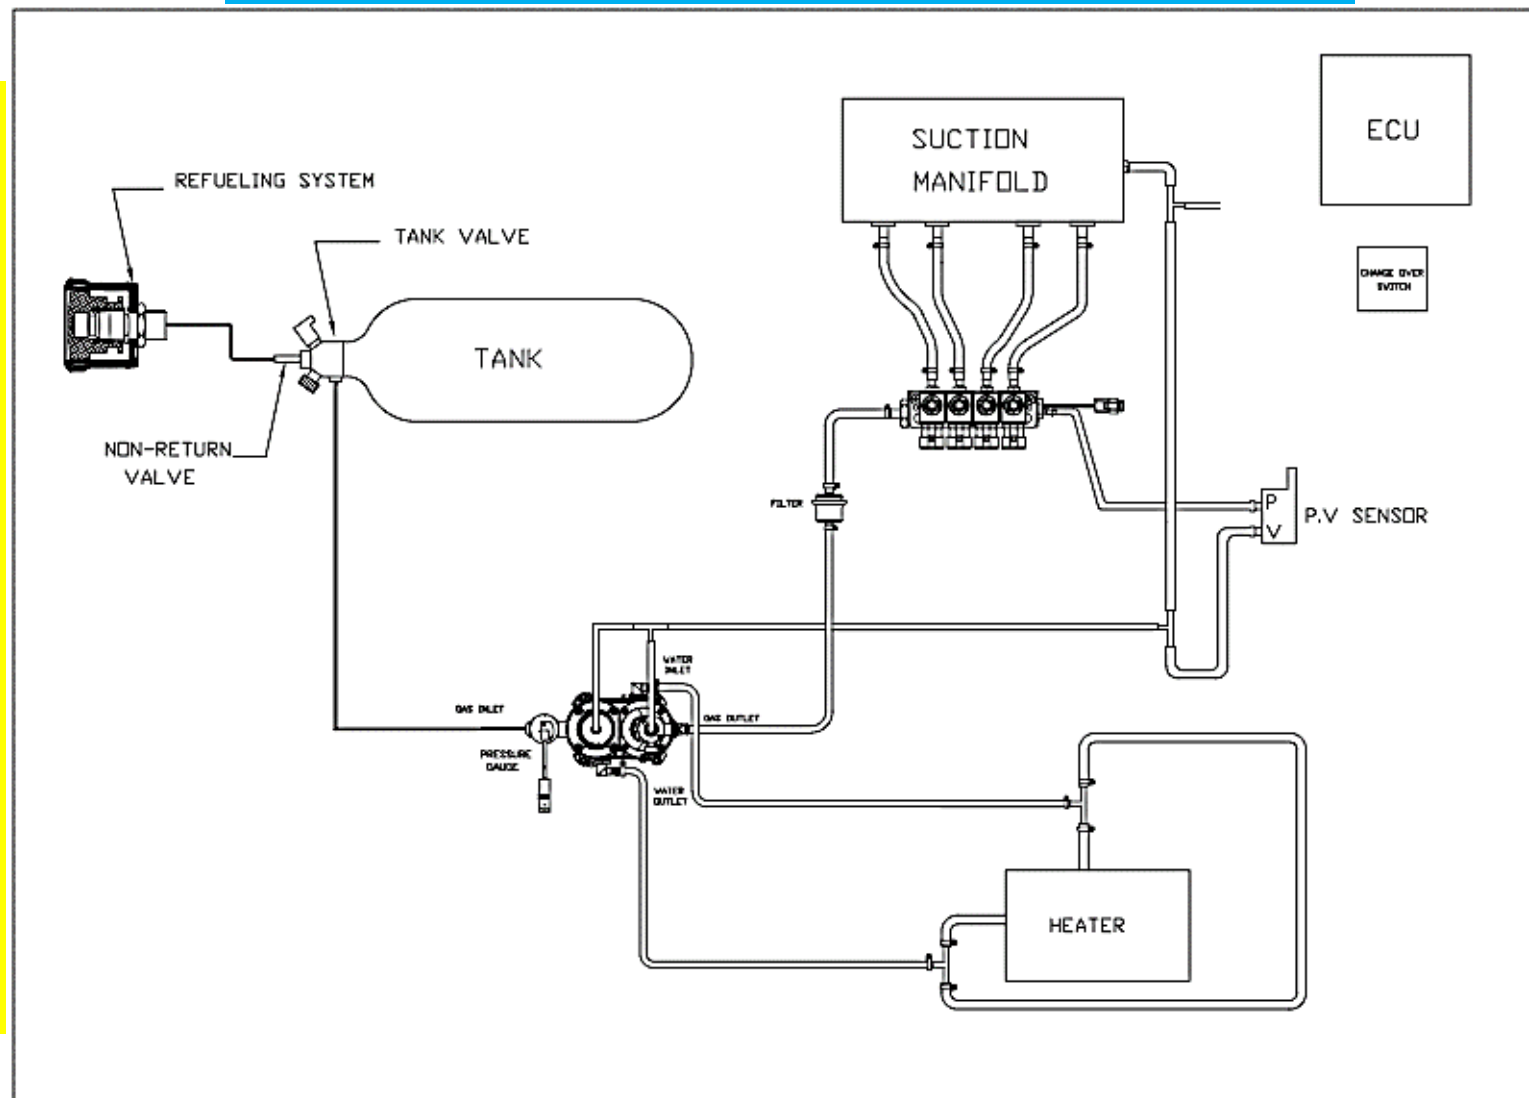 SUCTION
MANIFOLD
ECU
REFUELING SYSTEM
TANK VALVE
CHANGE OVER
SWITCH
TANK
NON-RETURN
VALVE
FILTER
P
V
P.V SENSOR
WATER
INLET
GAS INLET
GAS OUTLET
PRESSURE
GAUGE
WATER
OUTLET
HEATER